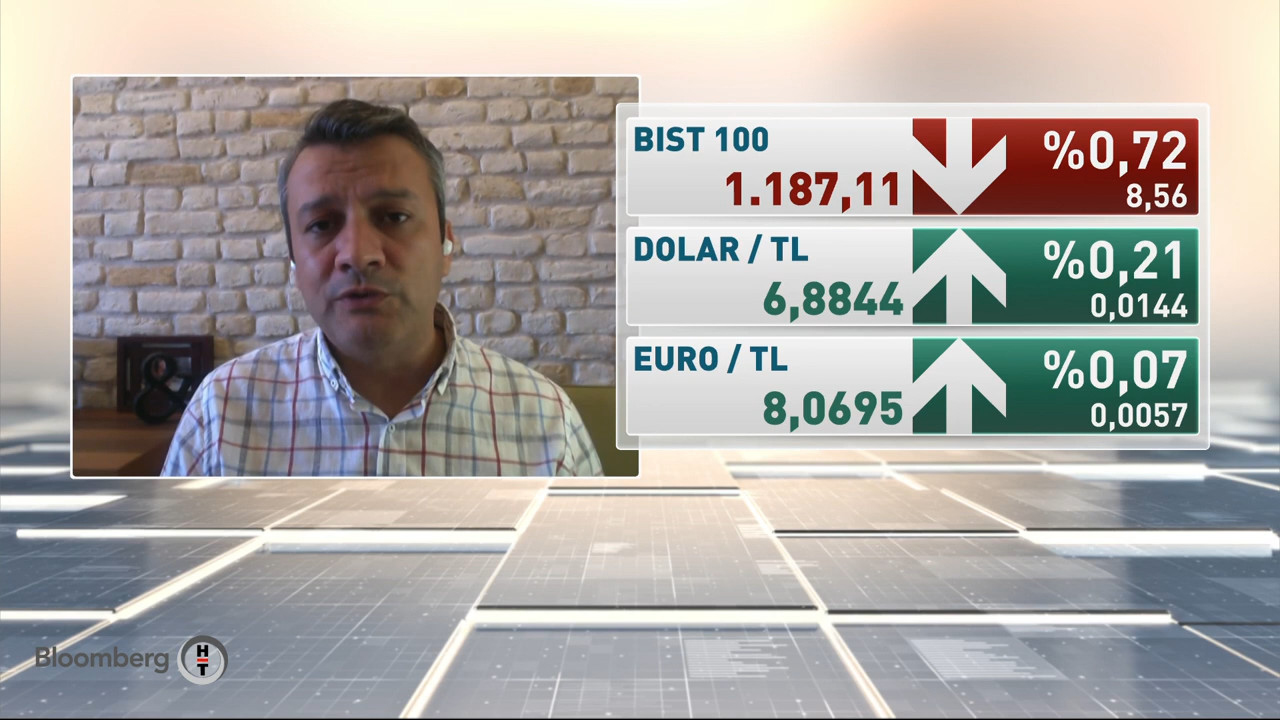 BIST 100
1.187,11
%0,72
8,56
DOLAR / TL
6,8844
%0,21
0,0144
EURO / TL
8,0695
%0,07
0,0057
&
Bloomberg HT